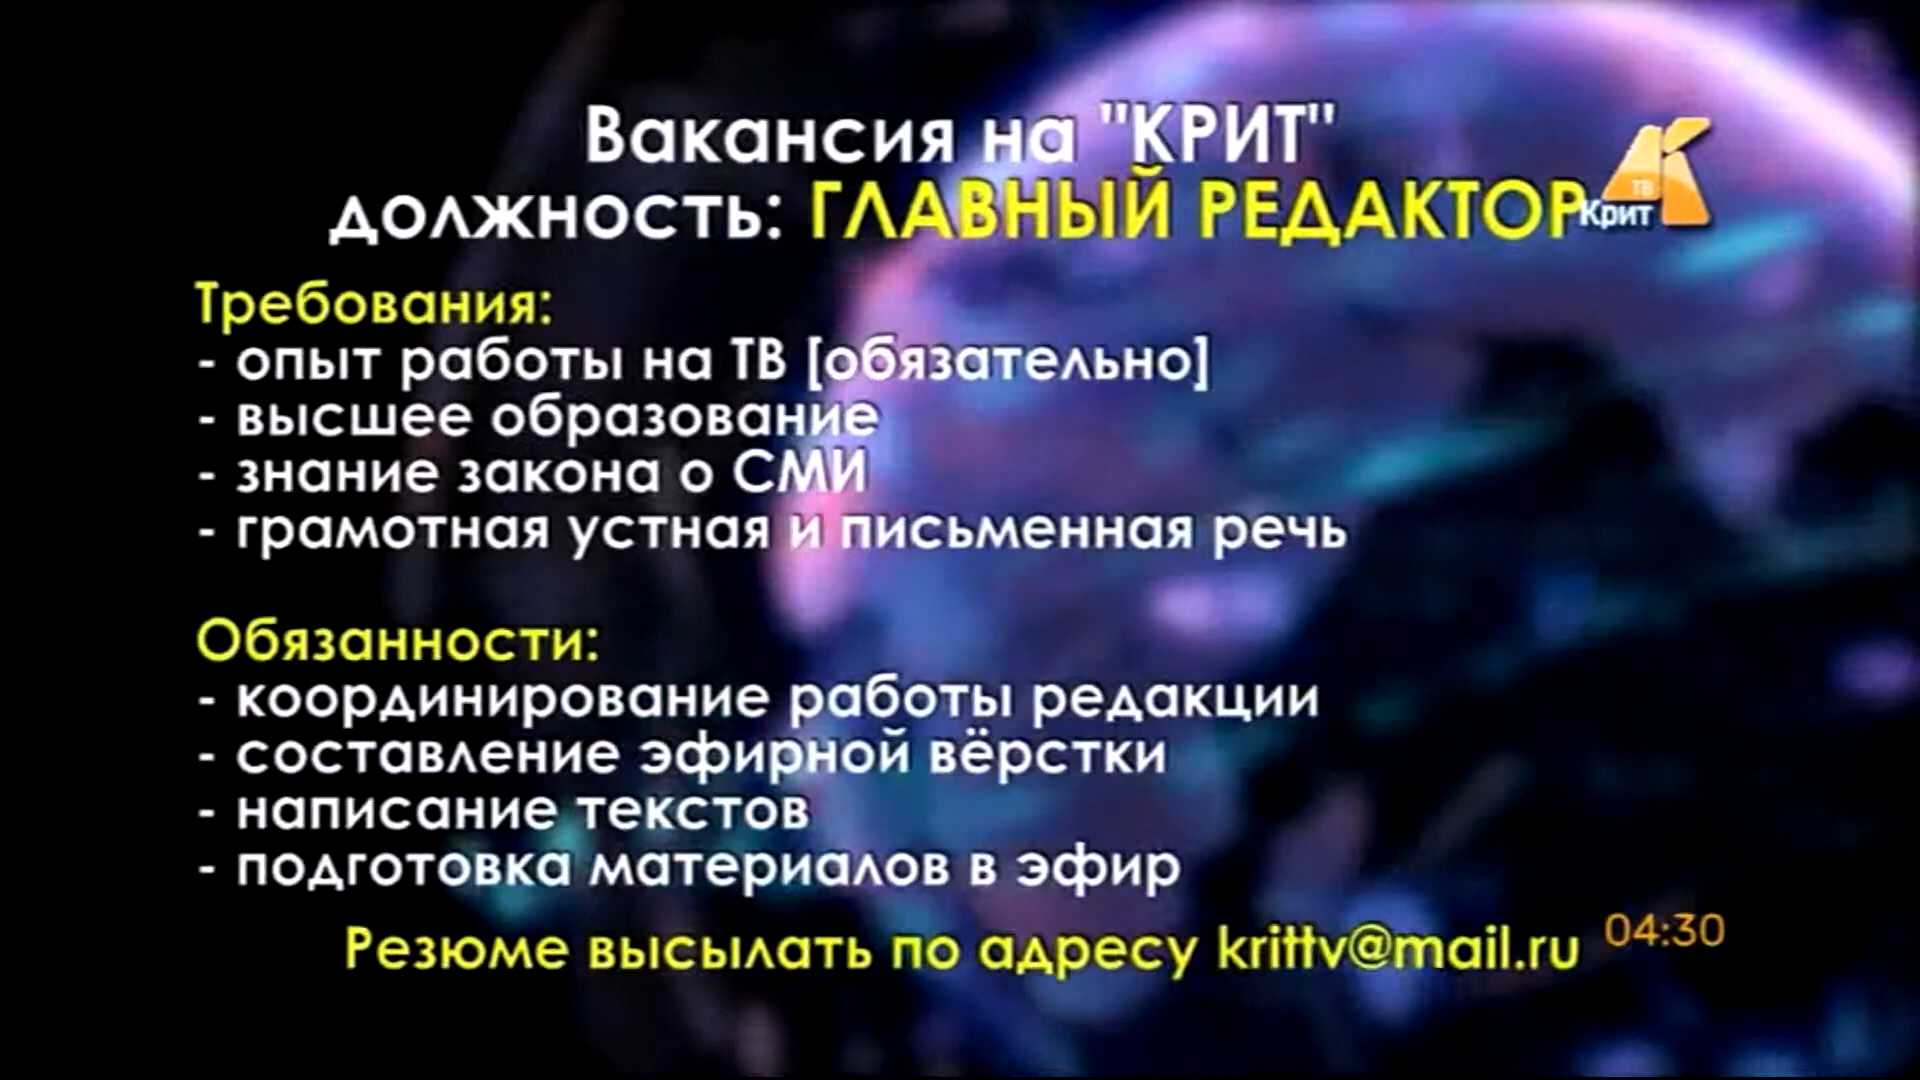 Вакансия на "КРИТ"
должность: ГЛАВНЫЙ РЕДАКТОР
ТВ
Крит
Требования:
- опыт работы на ТВ [обязательно]
- высшее образование
- знание закона о СМИ
- грамотная устная и письменная речь
Обязанности:
- координирование работы редакции
- составление эфирной вёрстки
- написание текстов
- подготовка материалов в эфир
Резюме высылать по адресу krittv@mail.ru
04:30